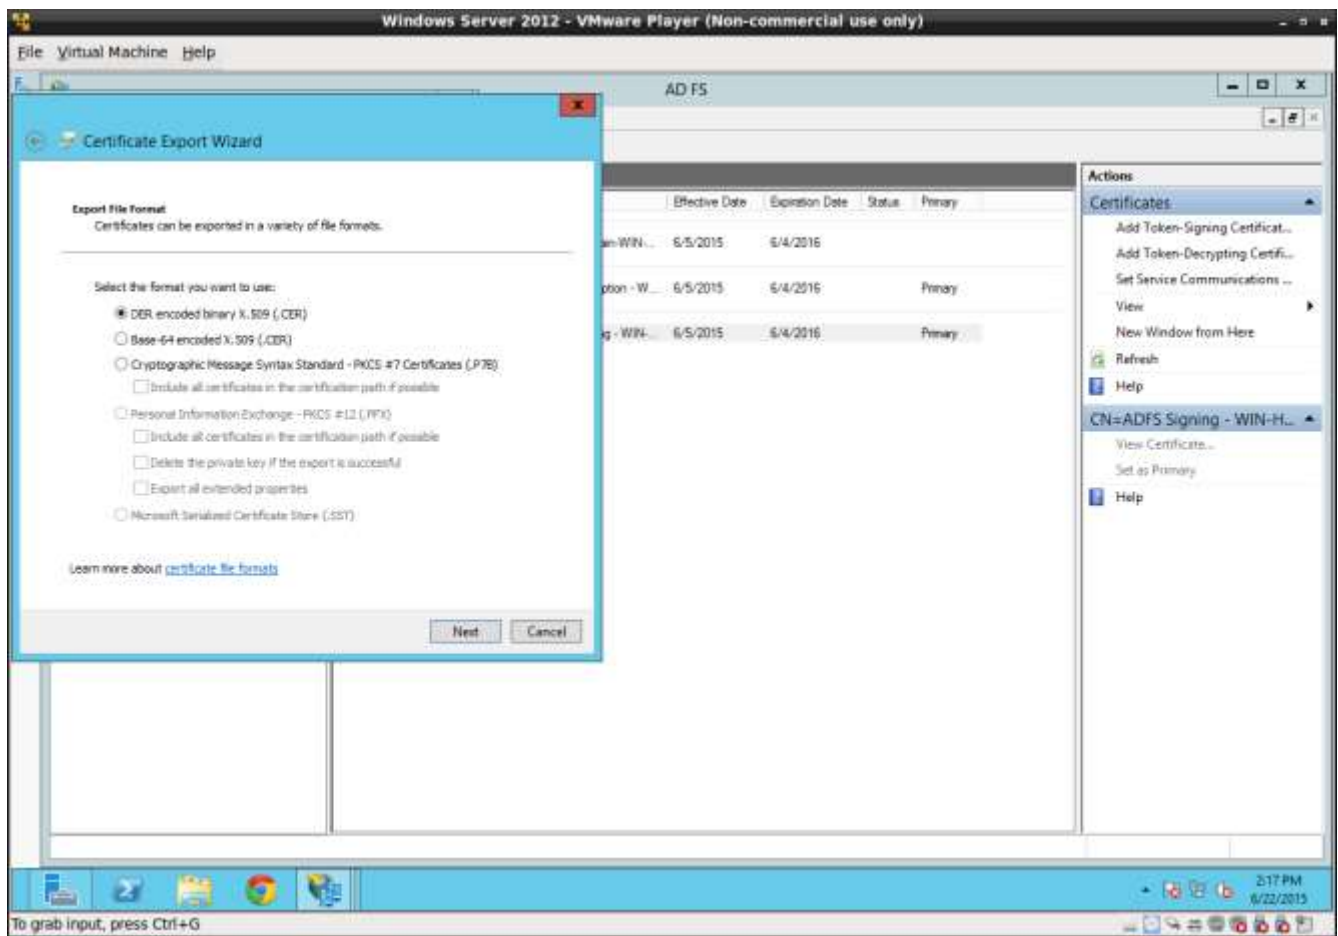 Windows Server 2012 - VMware Player (Non-commercial use only)
File Virtual Machine Help
AD FS
Certificate Export Wizard
Export File Format
Certificates can be exported in a variety of file formats.
Select the format you want to use:
DER encoded binary X.509 (.CER)
Base-64 encoded X.509 (.CER)
Cryptographic Message Syntax Standard - PKCS #7 Certificates (.P7B)
Include all certificates in the certification path if possible
Personal Information Exchange - PKCS #12 (.PFX)
Include all certificates in the certification path if possible
Delete the private key if the export is successful
Export all extended properties
Microsoft Serialized Certificate Store (.SST)
Learn more about certificate file formats
Next Cancel
Effective Date Expiration Date Status Primary
-WIN-... 6/5/2015 6/4/2016
ption - W... 6/5/2015 6/4/2016 Primary
g - WIN-... 6/5/2015 6/4/2016 Primary
Actions
Certificates
Add Token-Signing Certificat...
Add Token-Decrypting Certifi...
Set Service Communications ...
View
New Window from Here
Refresh
Help
CN=ADFS Signing - WIN-H...
View Certificate...
Set as Primary
Help
2:17 PM
6/22/2015
To grab input, press Ctrl+G